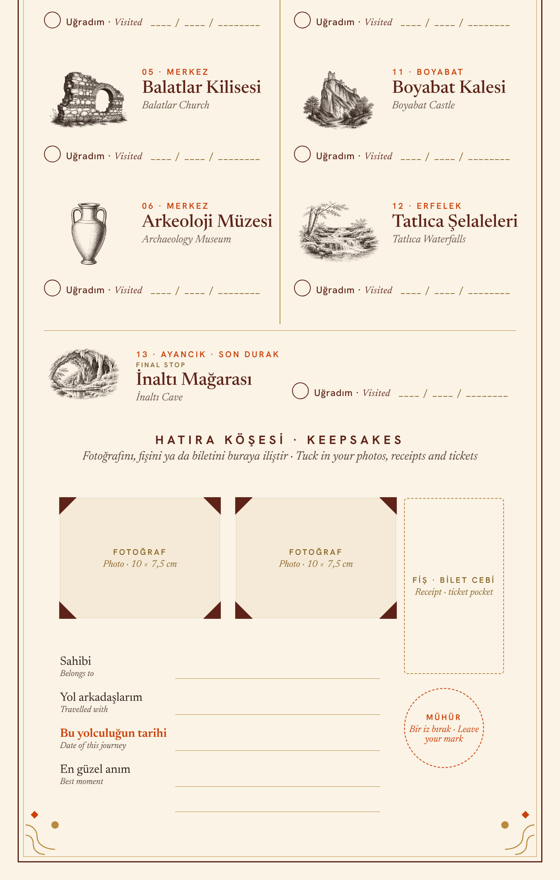 Uğradım · Visited ____ / ____ / ________
Uğradım · Visited ____ / ____ / ________
05 · MERKEZ
Balatlar Kilisesi
Balatlar Church
11 · BOYABAT
Boyabat Kalesi
Boyabat Castle
Uğradım · Visited ____ / ____ / ________
Uğradım · Visited ____ / ____ / ________
06 · MERKEZ
Arkeoloji Müzesi
Archaeology Museum
12 · ERFELEK
Tatlıca Şelaleleri
Tatlıca Waterfalls
Uğradım · Visited ____ / ____ / ________
Uğradım · Visited ____ / ____ / ________
13 · AYANCIK · SON DURAK
FINAL STOP
İnaltı Mağarası
İnaltı Cave
Uğradım · Visited ____ / ____ / ________
HATIRA KÖŞESİ · KEEPSAKES
Fotoğrafını, fişini ya da biletini buraya iliştir · Tuck in your photos, receipts and tickets
FOTOĞRAF
Photo · 10 × 7,5 cm
FOTOĞRAF
Photo · 10 × 7,5 cm
FİŞ · BİLET CEBİ
Receipt · ticket pocket
Sahibi
Belongs to
Yol arkadaşlarım
Travelled with
Bu yolculuğun tarihi
Date of this journey
En güzel anım
Best moment
MÜHÜR
Bir iz bırak · Leave
your mark